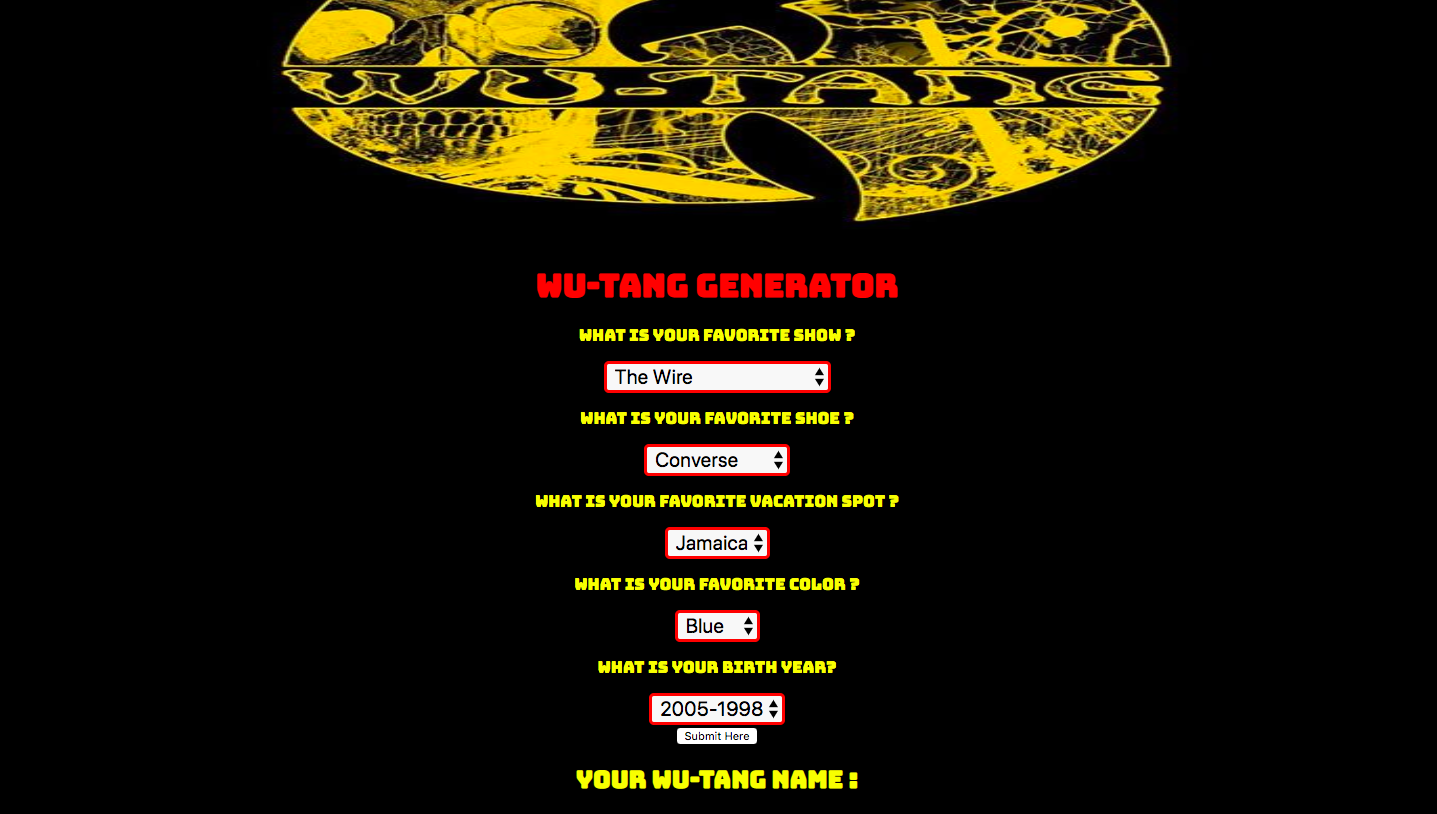 WU-TANG
WU-TANG GENERATOR
WHAT IS YOUR FAVORITE SHOW ?
The Wire
WHAT IS YOUR FAVORITE SHOE ?
Converse
WHAT IS YOUR FAVORITE VACATION SPOT ?
Jamaica
WHAT IS YOUR FAVORITE COLOR ?
Blue
WHAT IS YOUR BIRTH YEAR?
2005-1998
Submit Here
YOUR WU-TANG NAME :